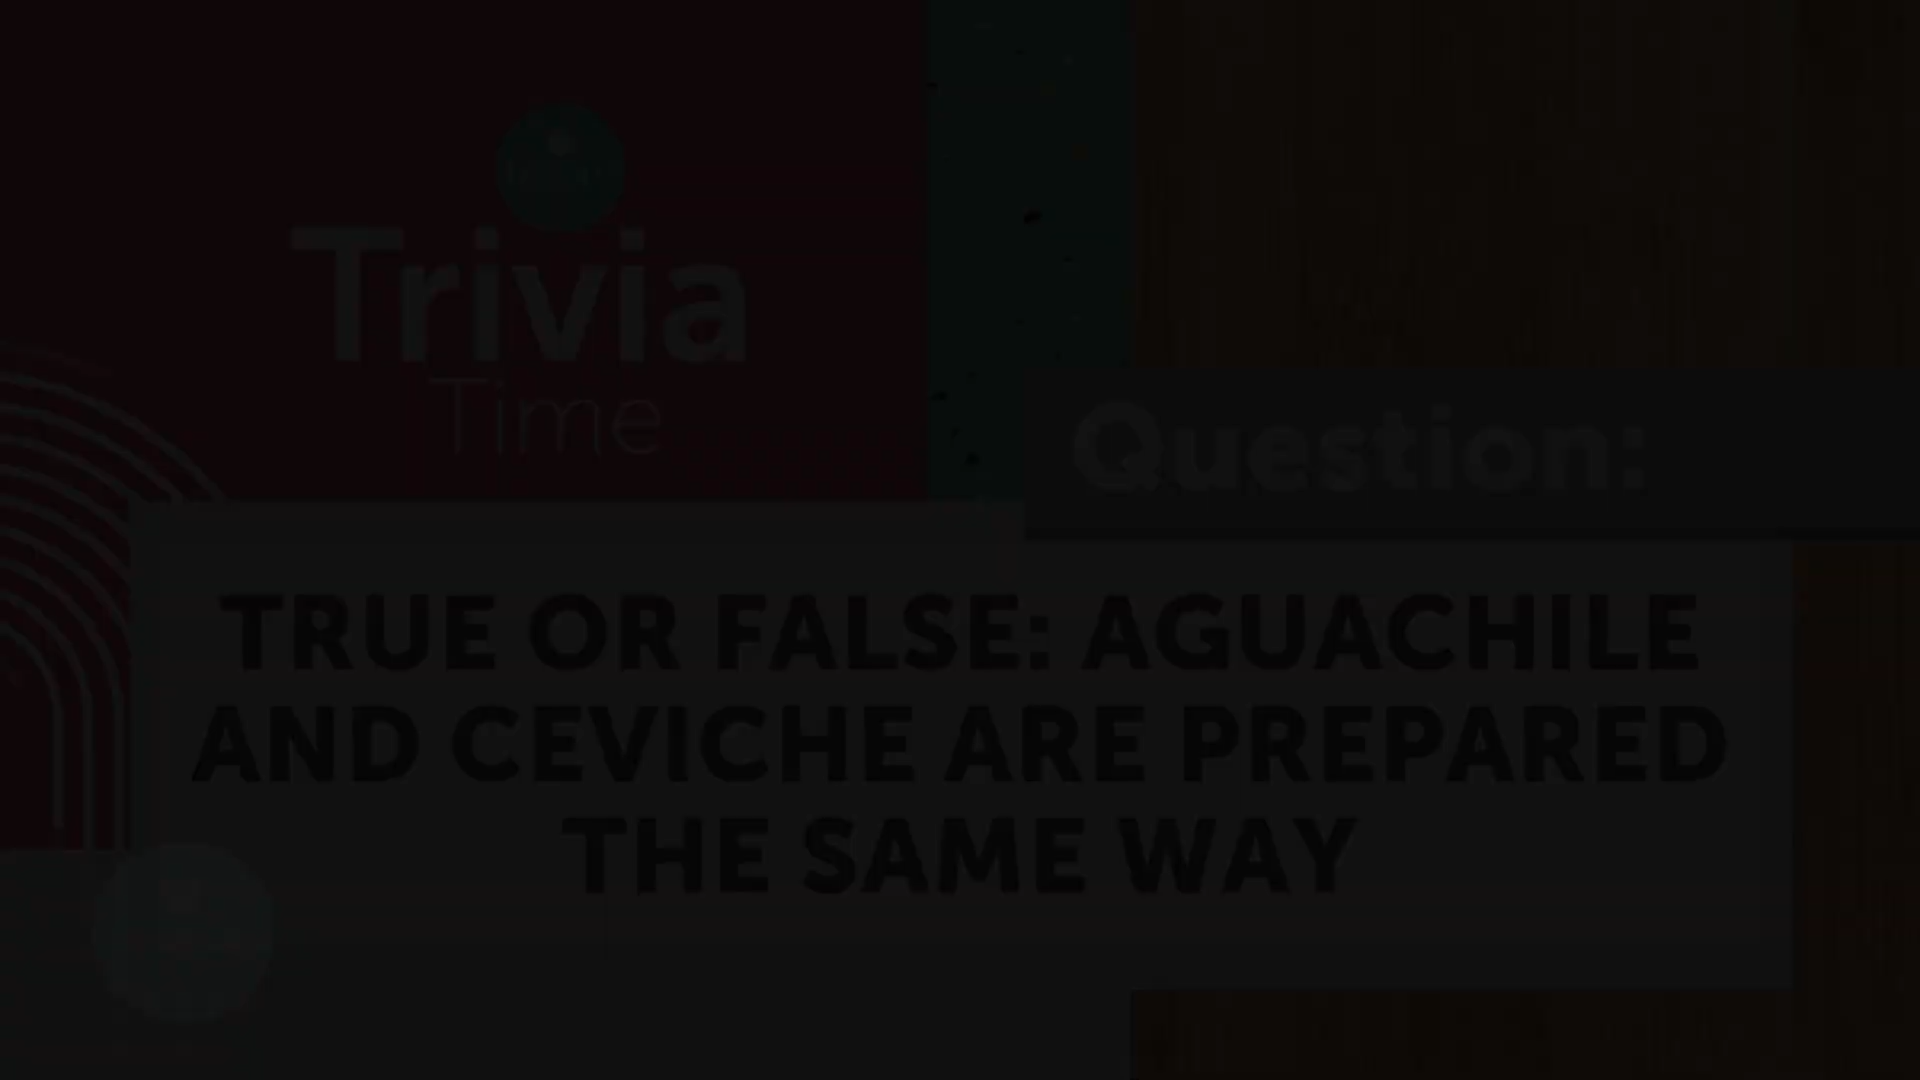 Trivia
Time
Question:
TRUE OR FALSE: AGUACHILE
AND CEVICHE ARE PREPARED
THE SAME WAY